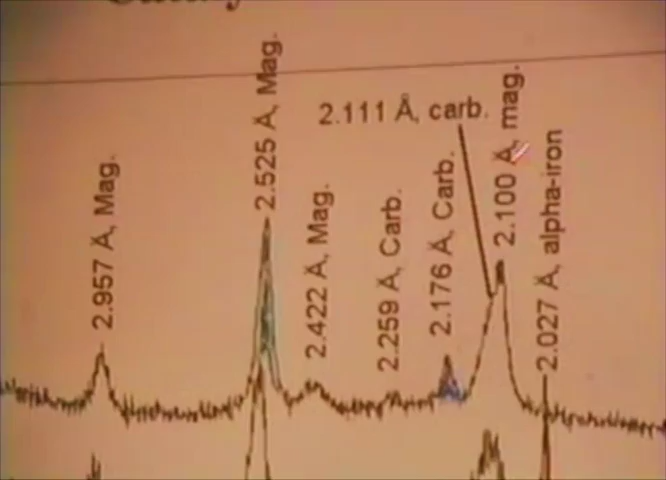 2.957 Å, Mag.
2.525 Å, Mag.
2.422 Å, Mag.
2.259 Å, Carb.
2.176 Å, Carb.
2.111 Å, carb.
2.100 Å, mag.
2.027 Å, alpha-iron